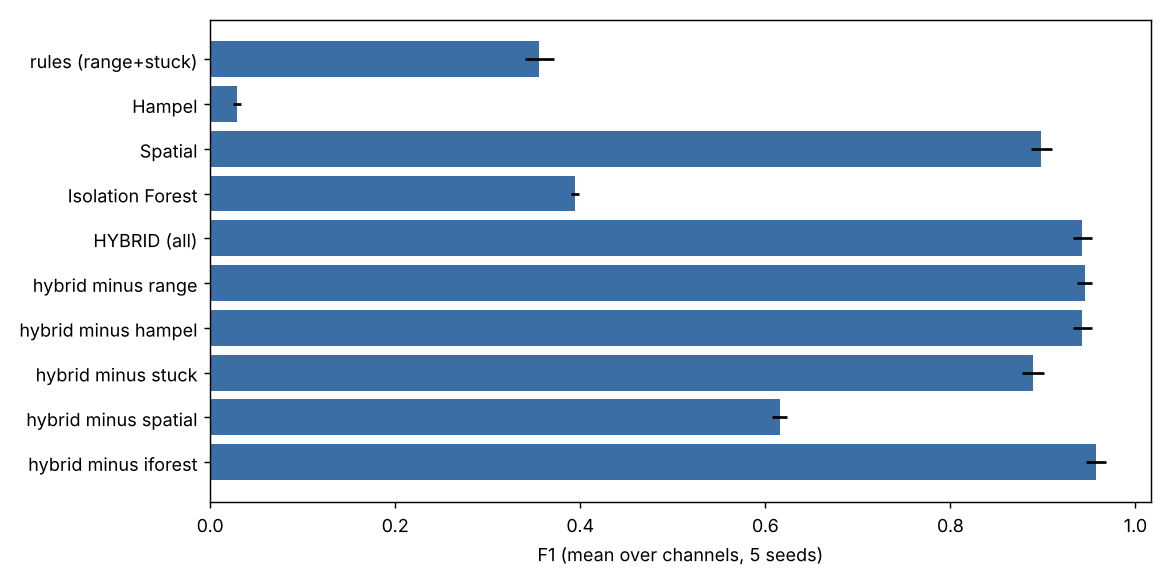 rules (range+stuck)
Hampel
Spatial
Isolation Forest
HYBRID (all)
hybrid minus range
hybrid minus hampel
hybrid minus stuck
hybrid minus spatial
hybrid minus iforest
0.0 0.2 0.4 0.6 0.8 1.0
F1 (mean over channels, 5 seeds)